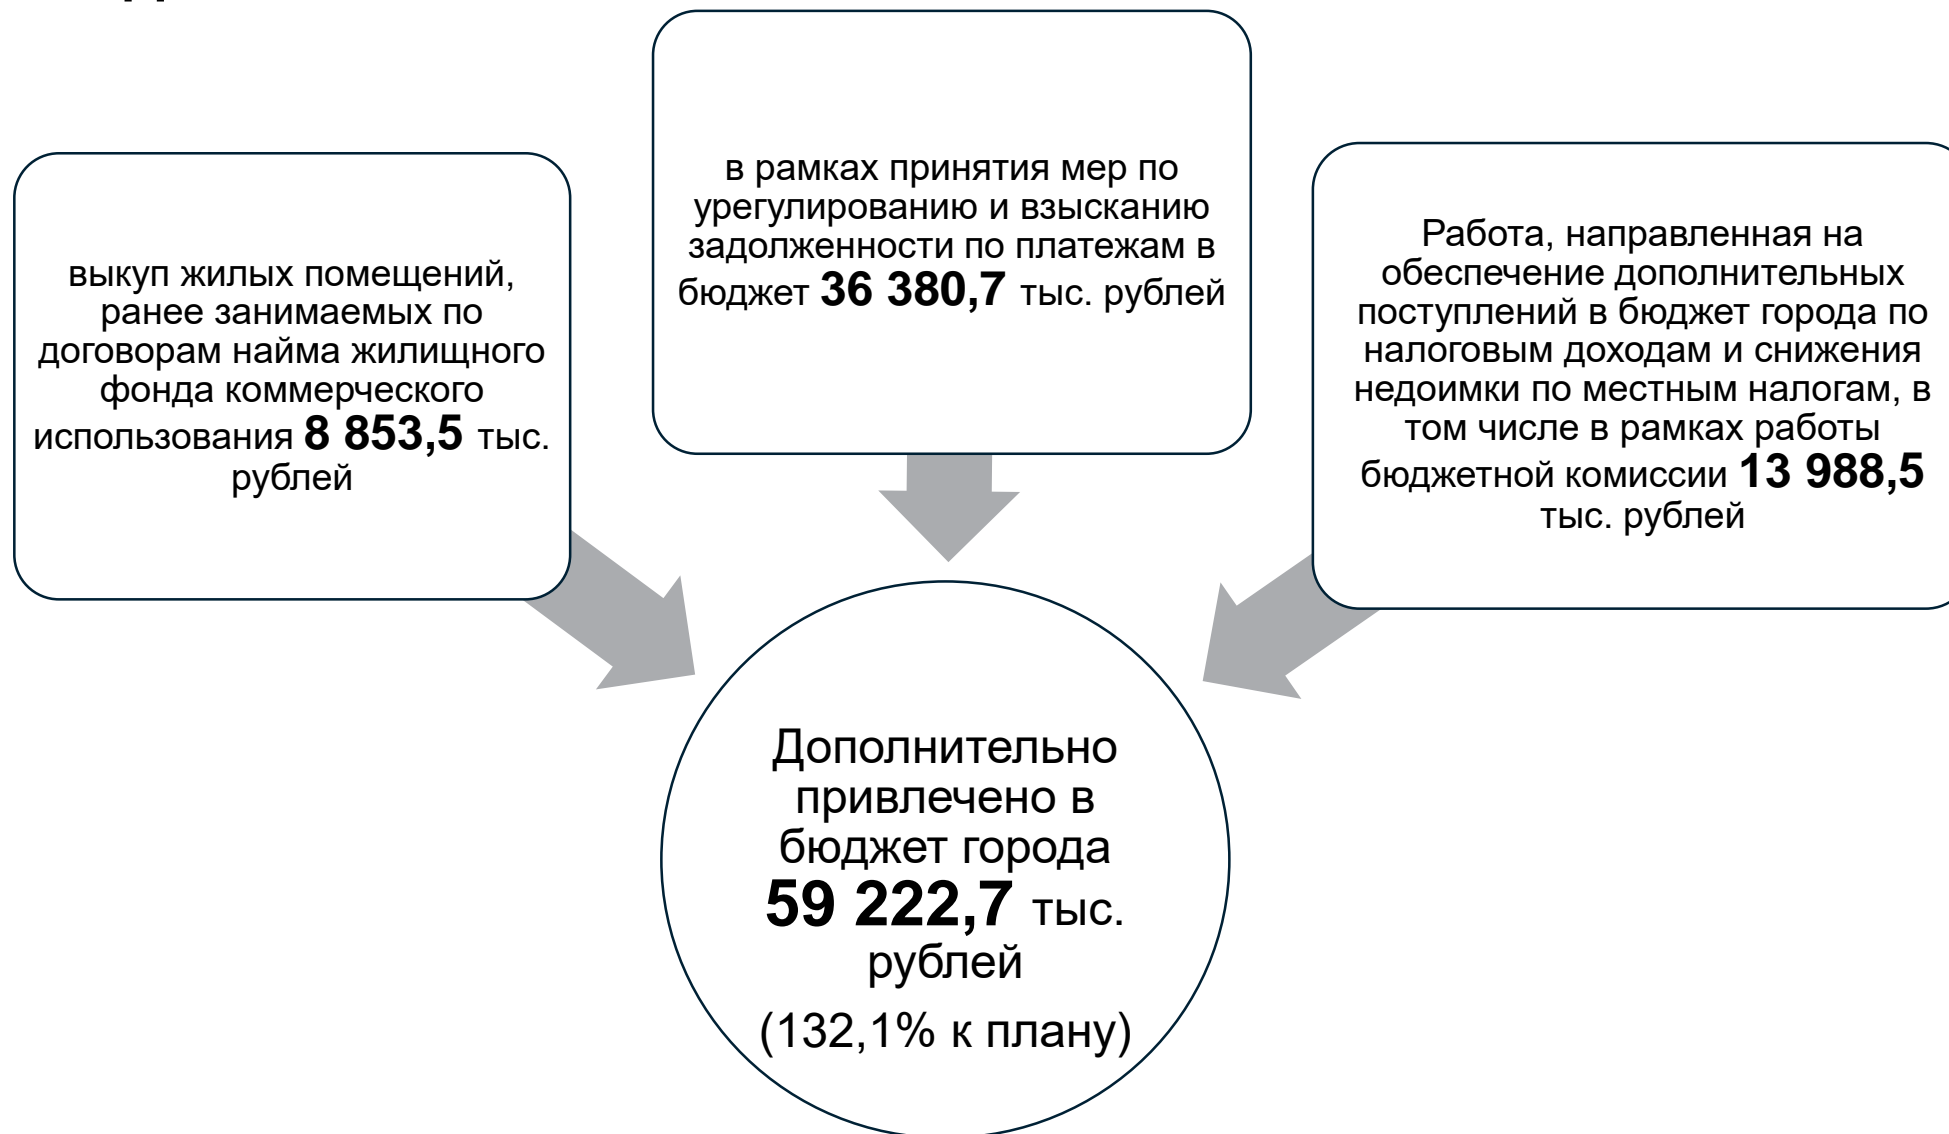 выкуп жилых помещений,
ранее занимаемых по
договорам найма жилищного
фонда коммерческого
использования 8 853,5 тыс.
рублей
в рамках принятия мер по
урегулированию и взысканию
задолженности по платежам в
бюджет 36 380,7 тыс. рублей
Работа, направленная на
обеспечение дополнительных
поступлений в бюджет города по
налоговым доходам и снижения
недоимки по местным налогам, в
том числе в рамках работы
бюджетной комиссии 13 988,5
тыс. рублей
Дополнительно
привлечено в
бюджет города
59 222,7 тыс.
рублей
(132,1% к плану)